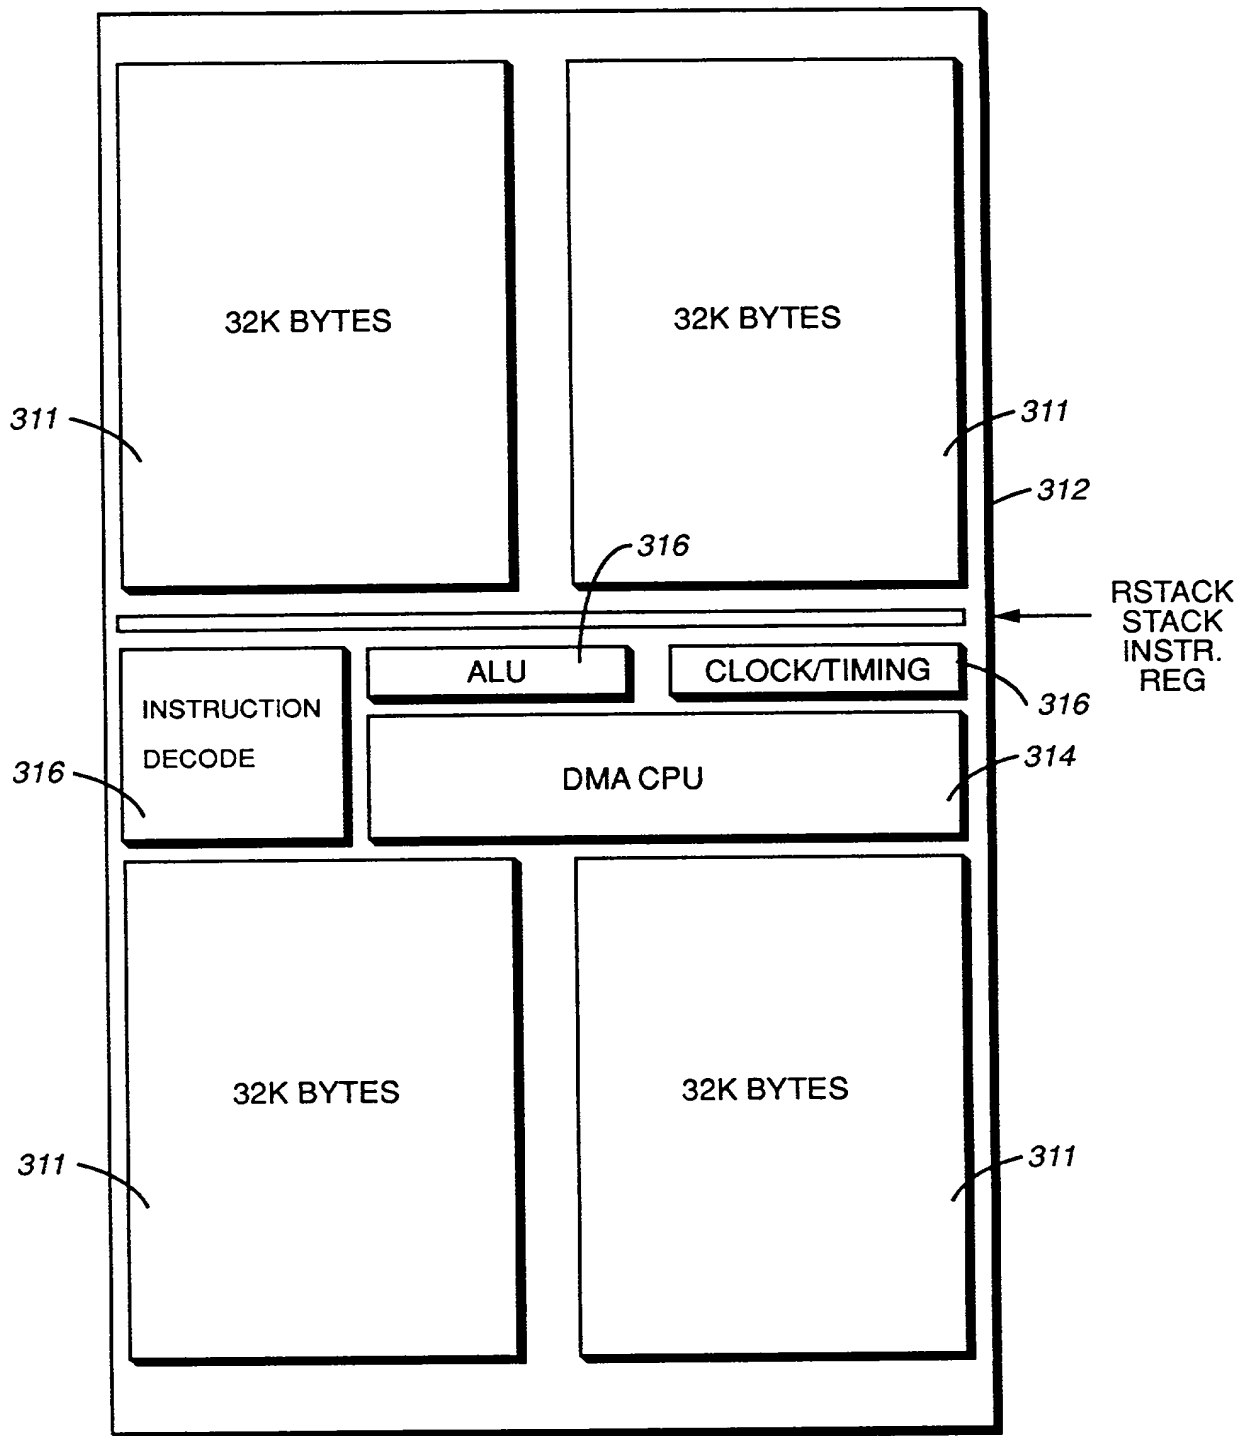 32K BYTES
32K BYTES
311
311
312
316
RSTACK
STACK
INSTR.
REG
ALU
CLOCK/TIMING
316
INSTRUCTION
DECODE
316
DMA CPU
314
32K BYTES
32K BYTES
311
311